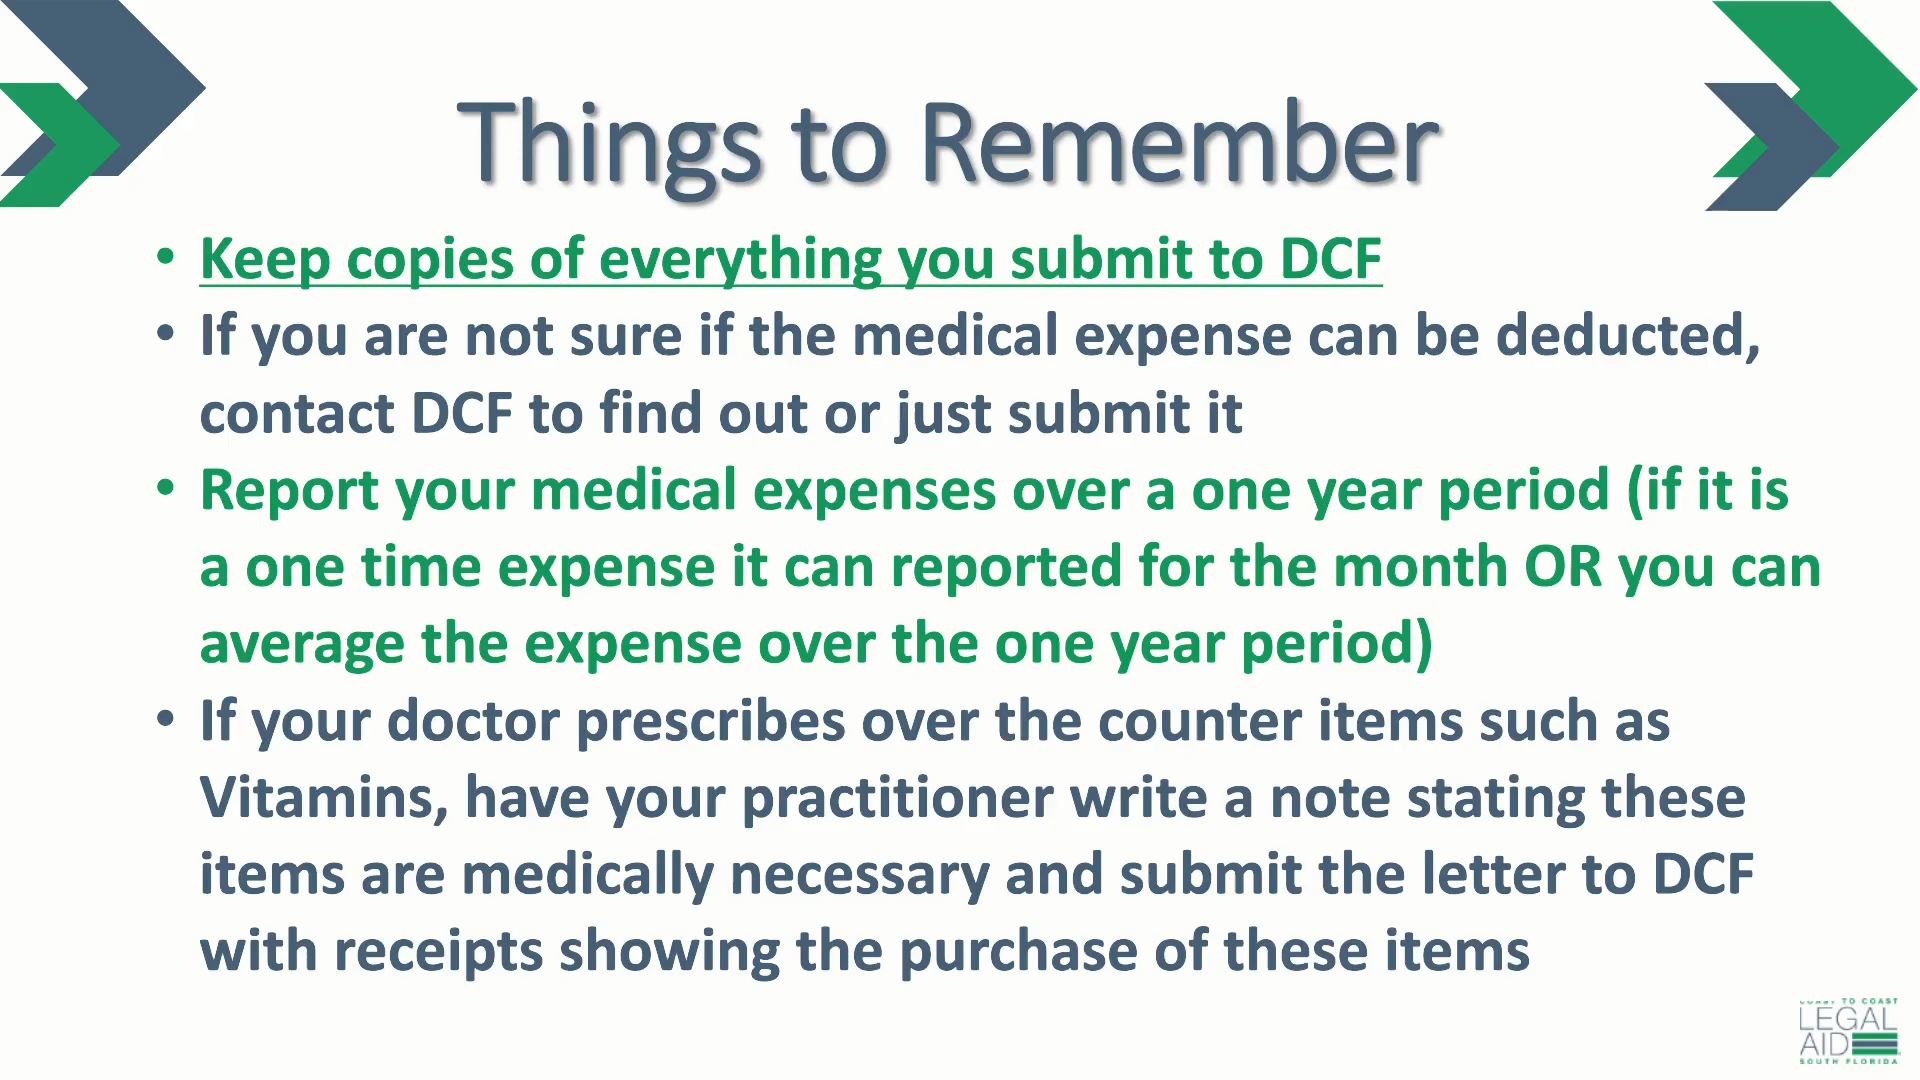 Things to Remember
• Keep copies of everything you submit to DCF
• If you are not sure if the medical expense can be deducted,
contact DCF to find out or just submit it
• Report your medical expenses over a one year period (if it is
a one time expense it can reported for the month OR you can
average the expense over the one year period)
• If your doctor prescribes over the counter items such as
Vitamins, have your practitioner write a note stating these
items are medically necessary and submit the letter to DCF
with receipts showing the purchase of these items
TO COAST
LEGAL
AID
SOUTH FLORIDA